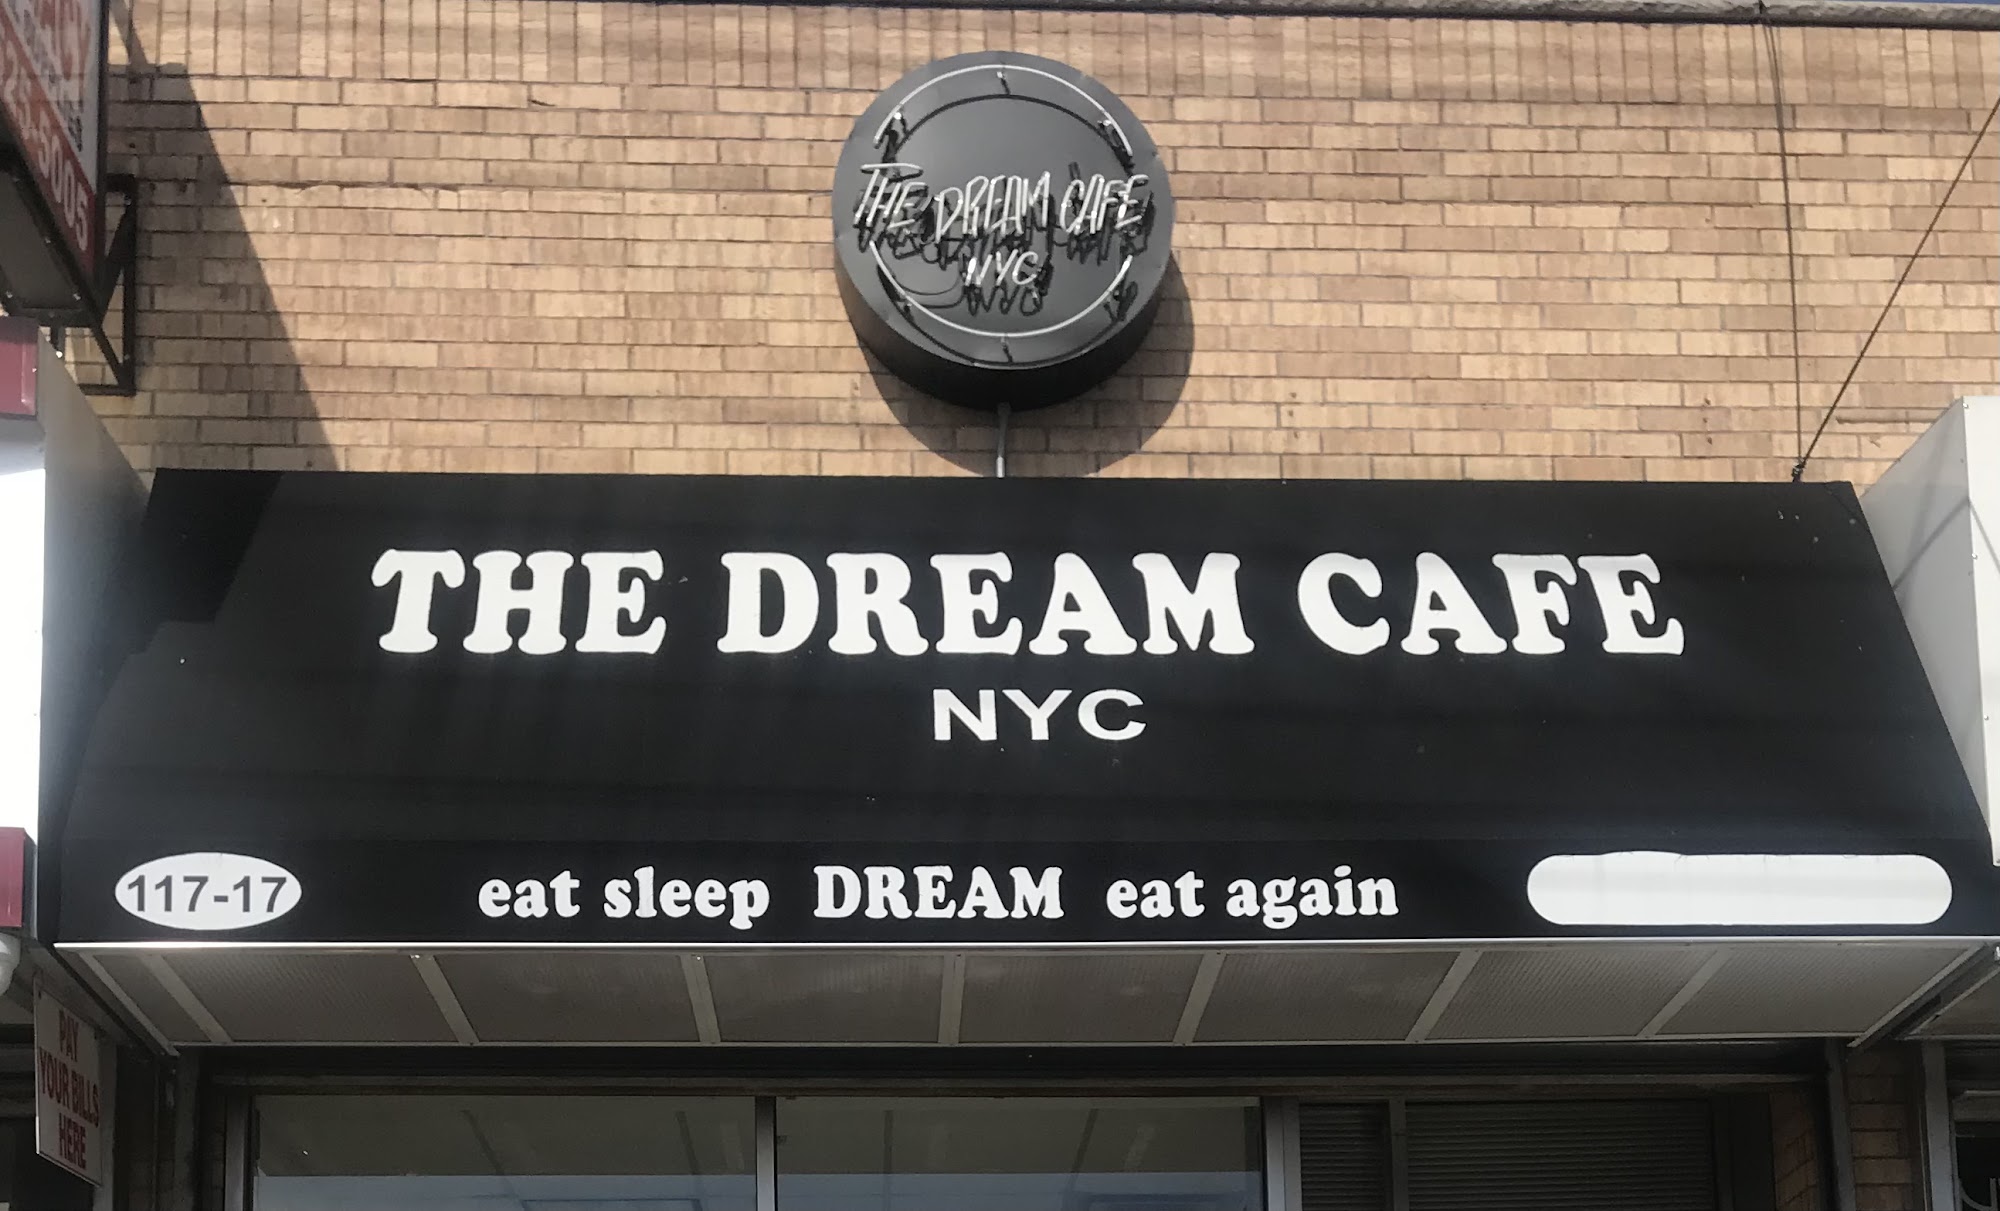 THE DREAM CAFE
NYC
THE DREAM CAFE
NYC
117-17
eat sleep DREAM eat again
PAY
YOUR BILLS
HERE